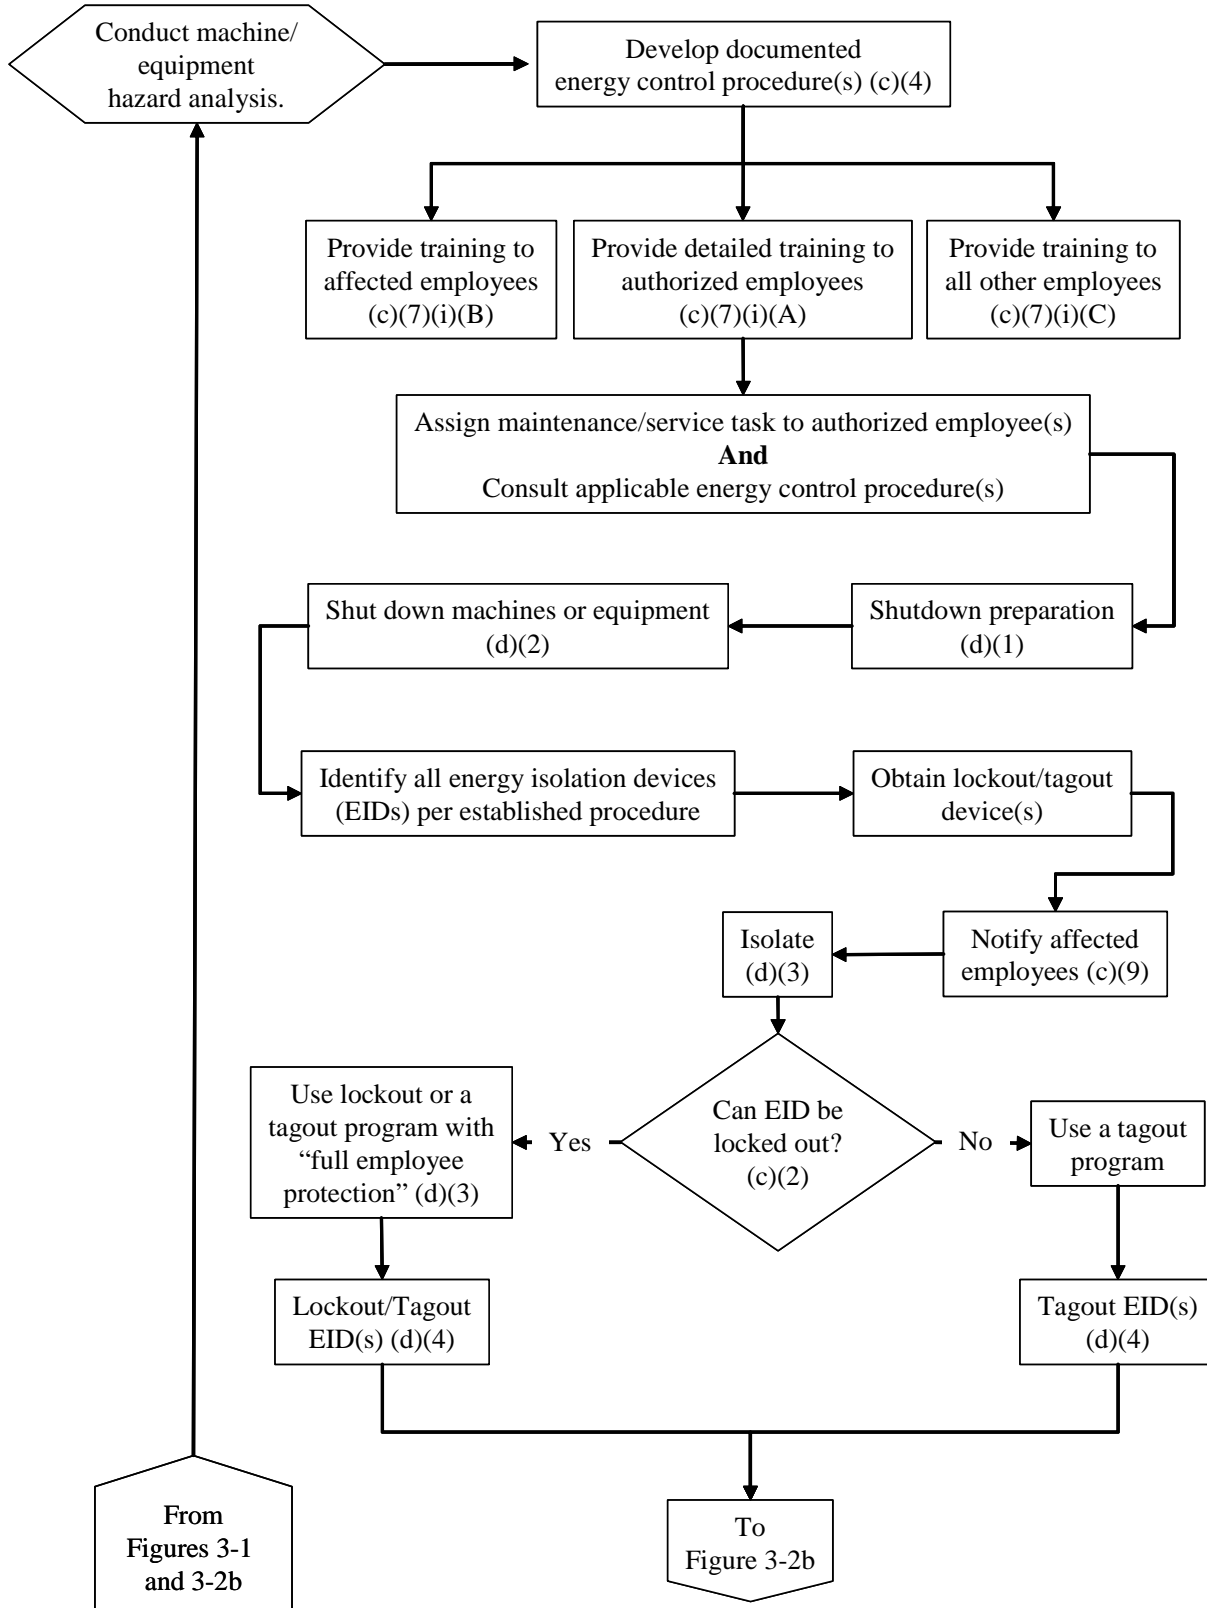 Conduct machine/
equipment
hazard analysis.
Develop documented
energy control procedure(s) (c)(4)
Provide training to
affected employees
(c)(7)(i)(B)
Provide detailed training to
authorized employees
(c)(7)(i)(A)
Provide training to
all other employees
(c)(7)(i)(C)
Assign maintenance/service task to authorized employee(s)
And
Consult applicable energy control procedure(s)
Shut down machines or equipment
(d)(2)
Shutdown preparation
(d)(1)
Identify all energy isolation devices
(EIDs) per established procedure
Obtain lockout/tagout
device(s)
Isolate
(d)(3)
Notify affected
employees (c)(9)
Use lockout or a
tagout program with
“full employee
protection” (d)(3)
Yes
Can EID be
locked out?
(c)(2)
No
Use a tagout
program
Lockout/Tagout
EID(s) (d)(4)
Tagout EID(s)
(d)(4)
From
Figures 3-1
and 3-2b
To
Figure 3-2b